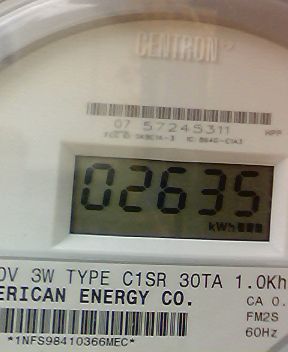 CENTRON
07 57245311
HPP
02635
kWh
0V 3W TYPE C1SR 30TA 1.0Kh
ERICAN ENERGY CO. CA 0.
FM2S
*1NFS98410366MEC* 60Hz